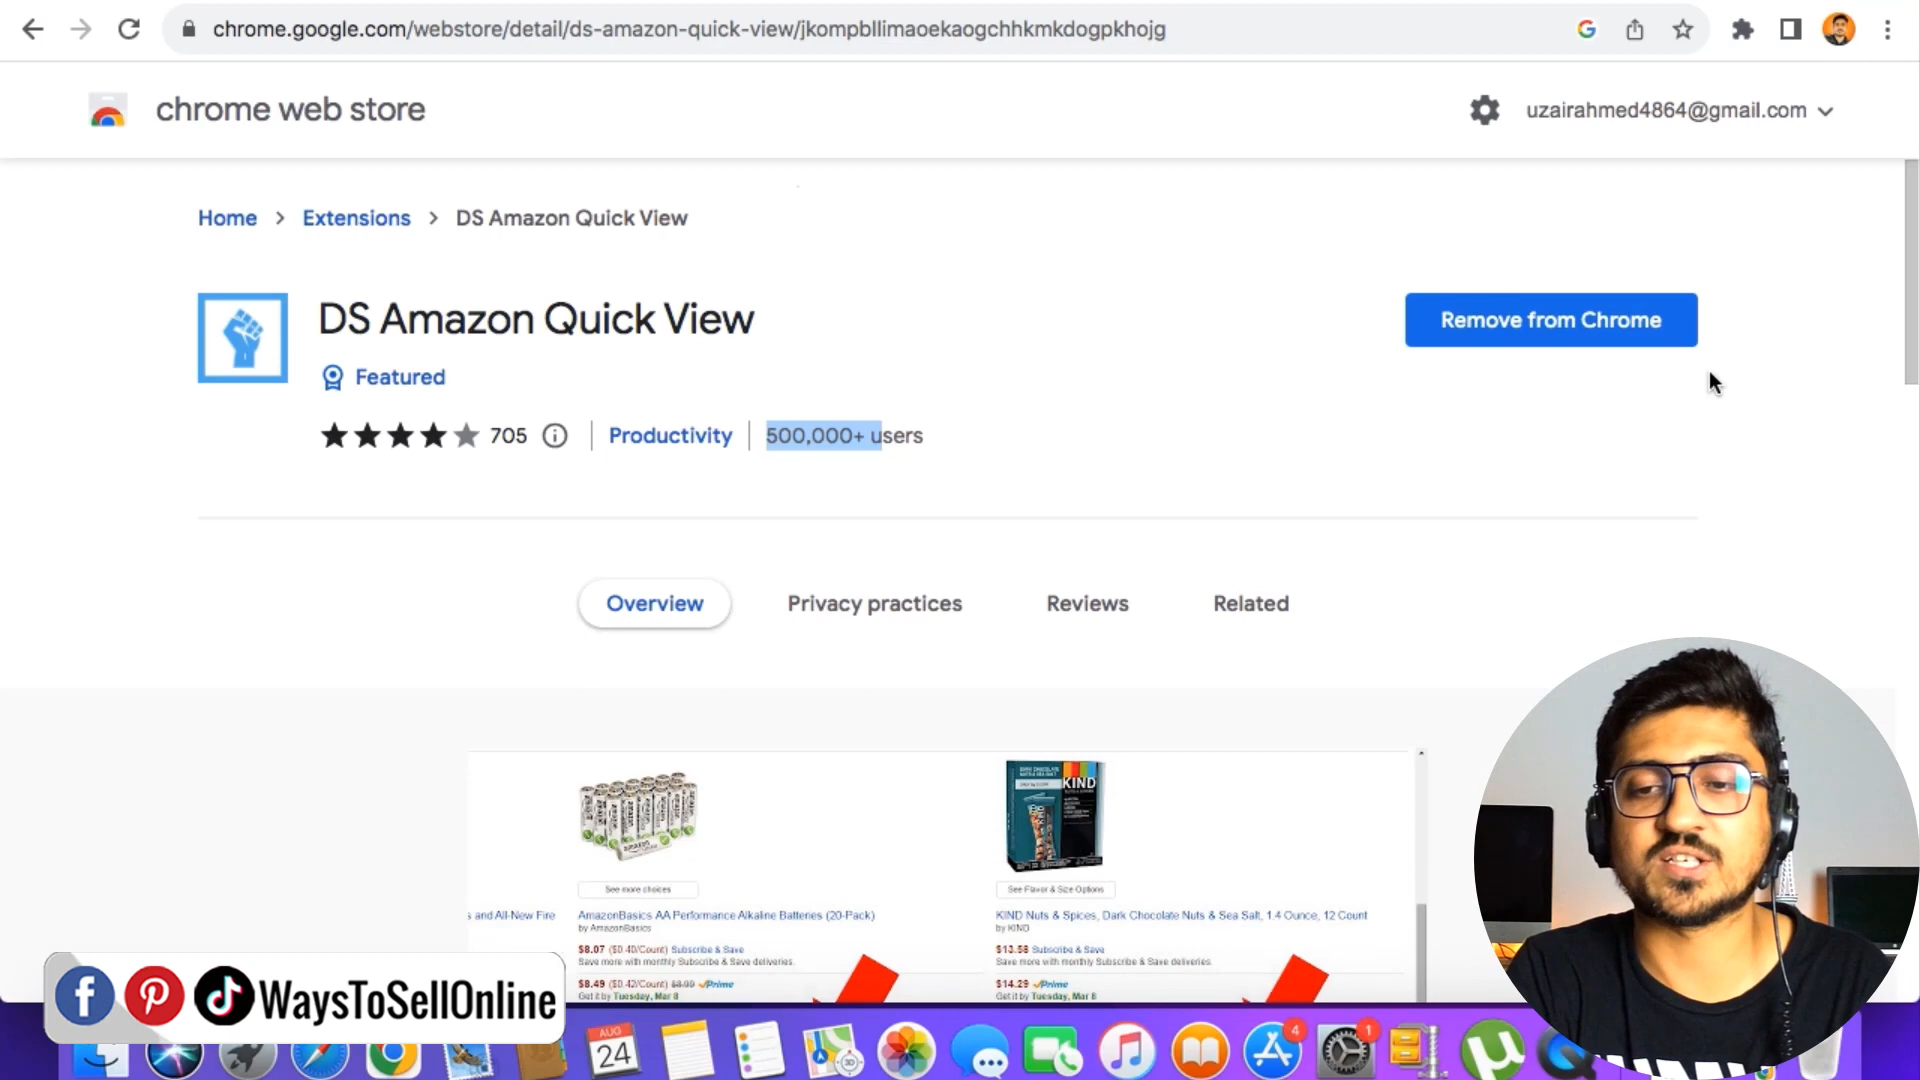 chrome.google.com/webstore/detail/ds-amazon-quick-view/jkompbllimaoekaogchhkmkdogpkhojg
chrome web store
uzairahmed4864@gmail.com
Home > Extensions > DS Amazon Quick View
DS Amazon Quick View
Remove from Chrome
Featured
705
Productivity
500,000+ users
Overview
Privacy practices
Reviews
Related
KIND
See more choices
See Flavor & Size Options
s and All-New Fire
AmazonBasics AA Performance Alkaline Batteries (20-Pack)
KIND Nuts & Spices, Dark Chocolate Nuts & Sea Salt, 1.4 Ounce, 12 Count
by AmazonBasics
by KIND
$8.07 ($0.40/Count) Subscribe & Save
$13.58 Subscribe & Save
Save more with monthly Subscribe & Save deliveries.
Save more with monthly Subscribe & Save deliveries.
$8.49 ($0.42/Count) $8.99 Prime
$14.29 Prime
Get it by Tuesday, Mar 8
Get it by Tuesday, Mar 8
WaysToSellOnline
AUG
24
4
1